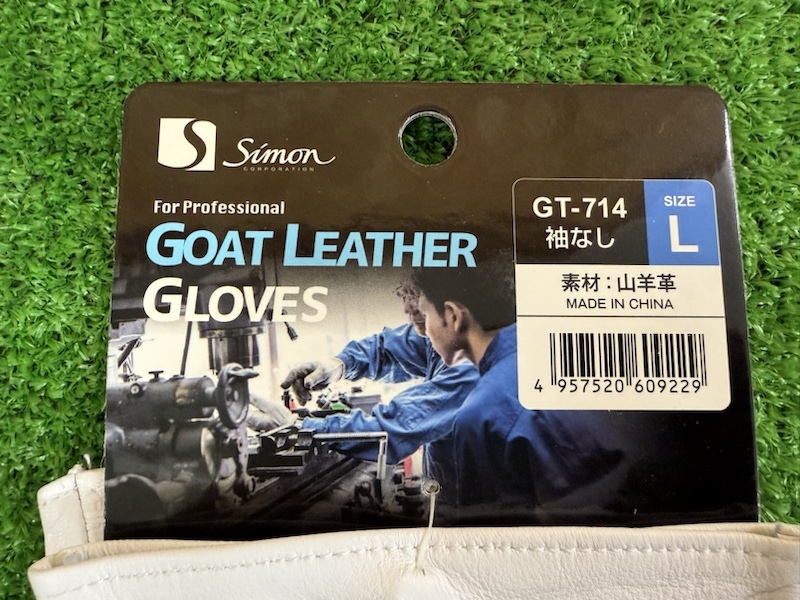 Simon
CORPORATION
For Professional
GOAT LEATHER
GLOVES
GT-714
袖なし
SIZE
L
素材：山羊革
MADE IN CHINA
4 957520 609229